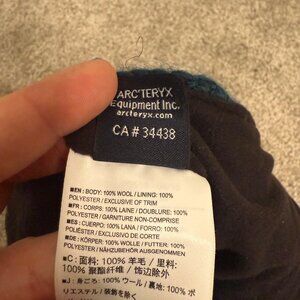 ARC'TERYX
Equipment Inc.
arcteryx.com
CA # 34438
■EN: BODY: 100% WOOL / LINING: 100%
POLYESTER / EXCLUSIVE OF TRIM
■FR: CORPS: 100% LAINE / DOUBLURE: 100%
POLYESTER / GARNITURE NON-COMPRISE
■ES: CUERPO: 100% LANA / FORRO: 100%
POLIÉSTER / EXCLUSIVO DE CORTE
■DE: KÖRPER: 100% WOLLE / FUTTER: 100%
POLYESTER / NÄHZUBEHÖR AUSGENOMMEN
■C: 面料: 100% 羊毛 / 里料:
100% 聚酯纤维 / 饰边除外
■J: 身ごろ: 100% ウール / 裏地: 100% ポ
リエステル / 装飾を除く